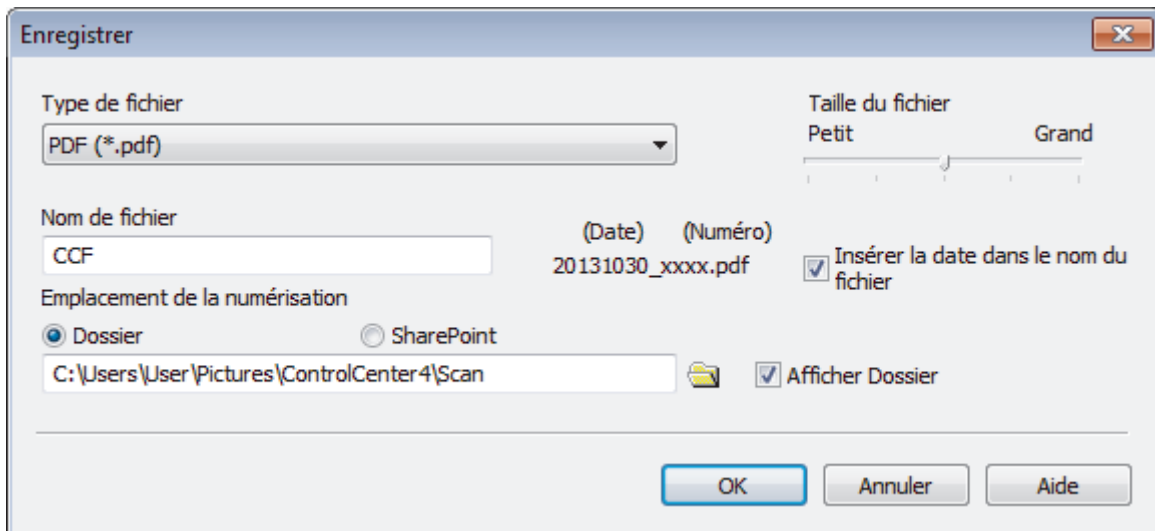 Enregistrer
Type de fichier
PDF (*.pdf)
Taille du fichier
Petit Grand
Nom de fichier
CCF
(Date) (Numéro)
20131030_xxxx.pdf
Insérer la date dans le nom du
fichier
Emplacement de la numérisation
Dossier SharePoint
C:\Users\User\Pictures\ControlCenter4\Scan
Afficher Dossier
OK Annuler Aide